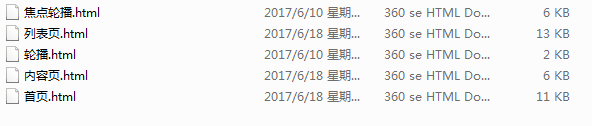 焦点轮播.html 2017/6/10 星期... 360 se HTML Do... 6 KB
列表页.html 2017/6/18 星期... 360 se HTML Do... 13 KB
轮播.html 2017/6/10 星期... 360 se HTML Do... 2 KB
内容页.html 2017/6/18 星期... 360 se HTML Do... 6 KB
首页.html 2017/6/18 星期... 360 se HTML Do... 11 KB